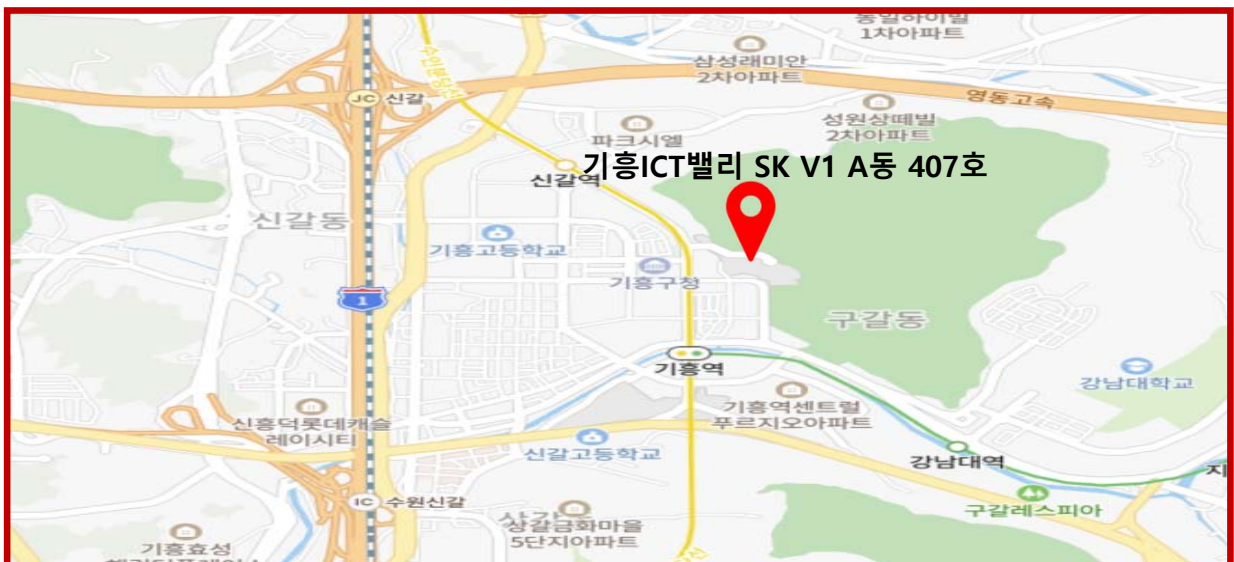 동일하이빌
1차아파트
삼성래미안
2차아파트
영동고속
JC 신갈
수인분당선
성원상떼빌
2차아파트
파크시엘
기흥ICT밸리 SK V1 A동 407호
신갈역
신갈동
기흥고등학교
기흥구청
1
구갈동
기흥역
강남대학교
기흥역센트럴
푸르지오아파트
신흥덕롯데캐슬
레이시티
신갈고등학교
강남대역
지
IC 수원신갈
구갈레스피아
상갈금화마을
5단지아파트
기흥효성